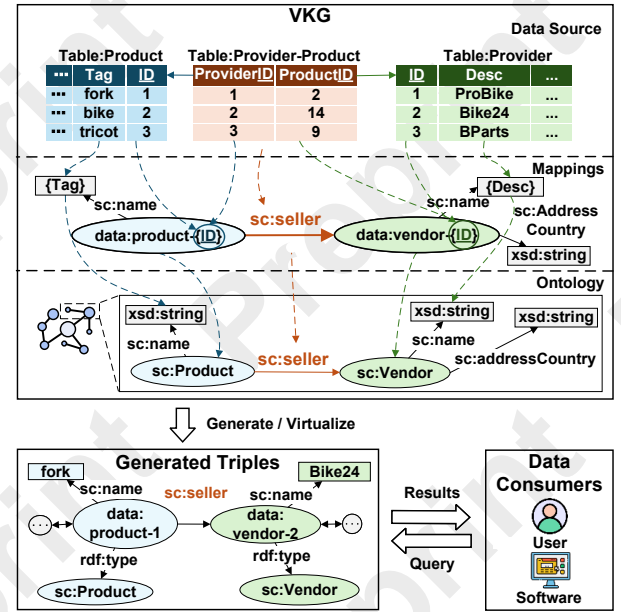 VKG
Data Source
Table:Product Table:Provider-Product Table:Provider
... Tag ID
... fork 1
... bike 2
... tricot 3
ProviderID ProductID
1 2
2 14
3 9
ID Desc ...
1 ProBike ...
2 Bike24 ...
3 BParts ...
Mappings
{Tag}
sc:name
data:product-{ID}
sc:seller
{Desc}
sc:name
data:vendor-{ID}
sc:Address
Country
xsd:string
Ontology
xsd:string
sc:name
sc:Product
sc:seller
xsd:string
sc:name
sc:Vendor
xsd:string
sc:addressCountry
Generate / Virtualize
Generated Triples
fork
sc:name
data:
product-1
rdf:type
sc:Product
sc:seller
Bike24
sc:name
data:
vendor-2
rdf:type
sc:Vendor
...
...
Results
Query
Data
Consumers
User
Software
Preprint